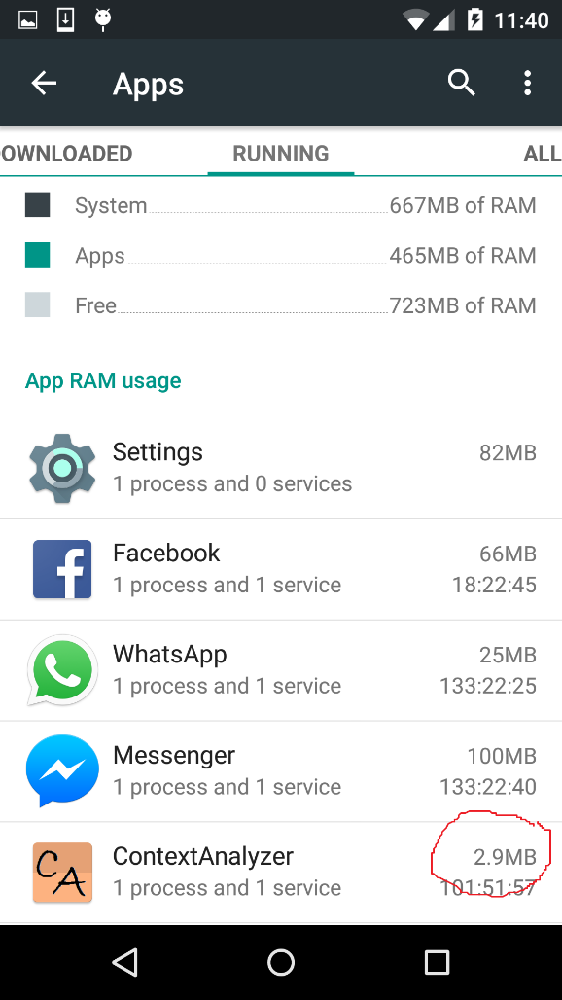 11:40
Apps
OWNLOADED RUNNING ALL
System 667MB of RAM
Apps 465MB of RAM
Free 723MB of RAM
App RAM usage
Settings 82MB
1 process and 0 services
f
Facebook 66MB
1 process and 1 service 18:22:45
WhatsApp 25MB
1 process and 1 service 133:22:25
Messenger 100MB
1 process and 1 service 133:22:40
CA
ContextAnalyzer 2.9MB
1 process and 1 service 101:51:57